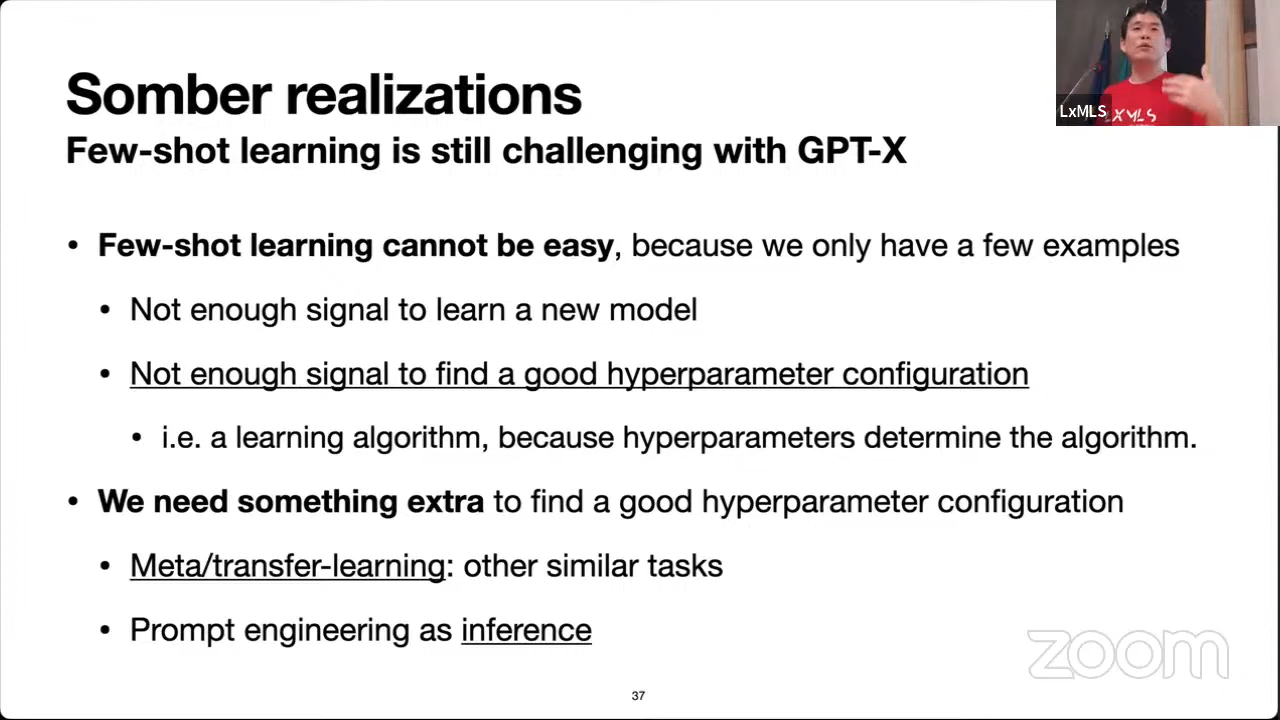 Somber realizations
Few-shot learning is still challenging with GPT-X
• Few-shot learning cannot be easy, because we only have a few examples
• Not enough signal to learn a new model
• Not enough signal to find a good hyperparameter configuration
• i.e. a learning algorithm, because hyperparameters determine the algorithm.
• We need something extra to find a good hyperparameter configuration
• Meta/transfer-learning: other similar tasks
• Prompt engineering as inference
37
LxMLS
LXMLS
zoom